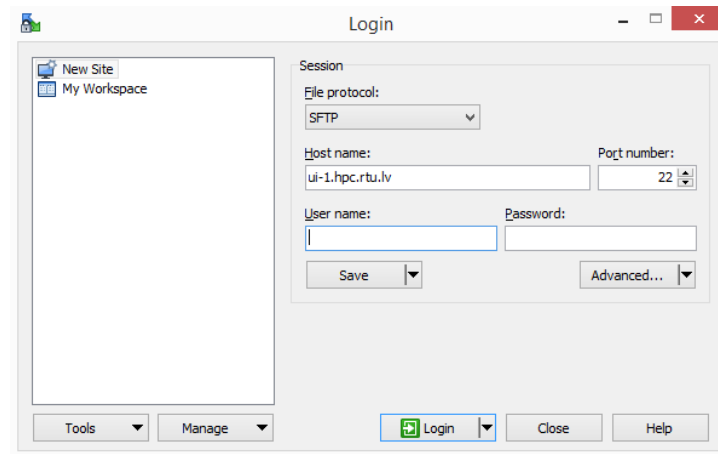 Login
New Site
My Workspace
Session
File protocol:
SFTP
Host name:
Port number:
ui-1.hpc.rtu.lv
22
User name:
Password:
Save
Advanced...
Tools
Manage
Login
Close
Help